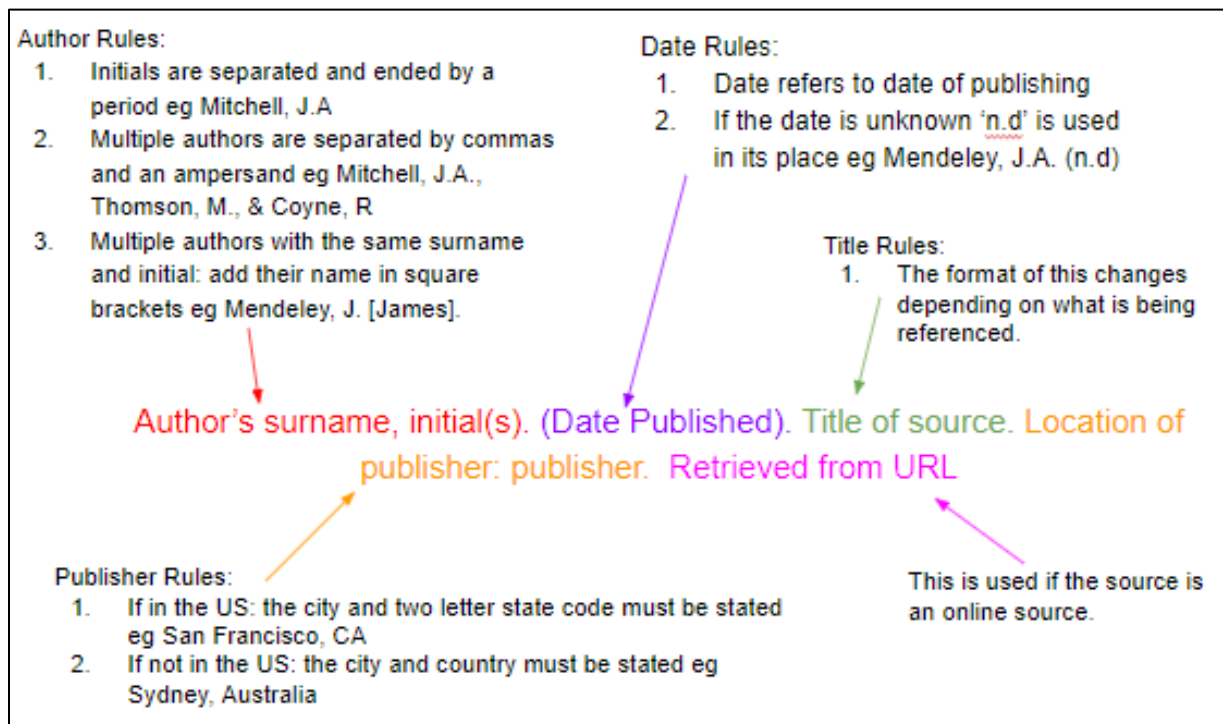 Author Rules:
1. Initials are separated and ended by a
period eg Mitchell, J.A
2. Multiple authors are separated by commas
and an ampersand eg Mitchell, J.A.,
Thomson, M., & Coyne, R
3. Multiple authors with the same surname
and initial: add their name in square
brackets eg Mendeley, J. [James].
Date Rules:
1. Date refers to date of publishing
2. If the date is unknown ‘n.d’ is used
in its place eg Mendeley, J.A. (n.d)
Title Rules:
1. The format of this changes
depending on what is being
referenced.
Author’s surname, initial(s). (Date Published). Title of source. Location of
publisher: publisher. Retrieved from URL
Publisher Rules:
1. If in the US: the city and two letter state code must be stated
eg San Francisco, CA
2. If not in the US: the city and country must be stated eg
Sydney, Australia
This is used if the source is
an online source.